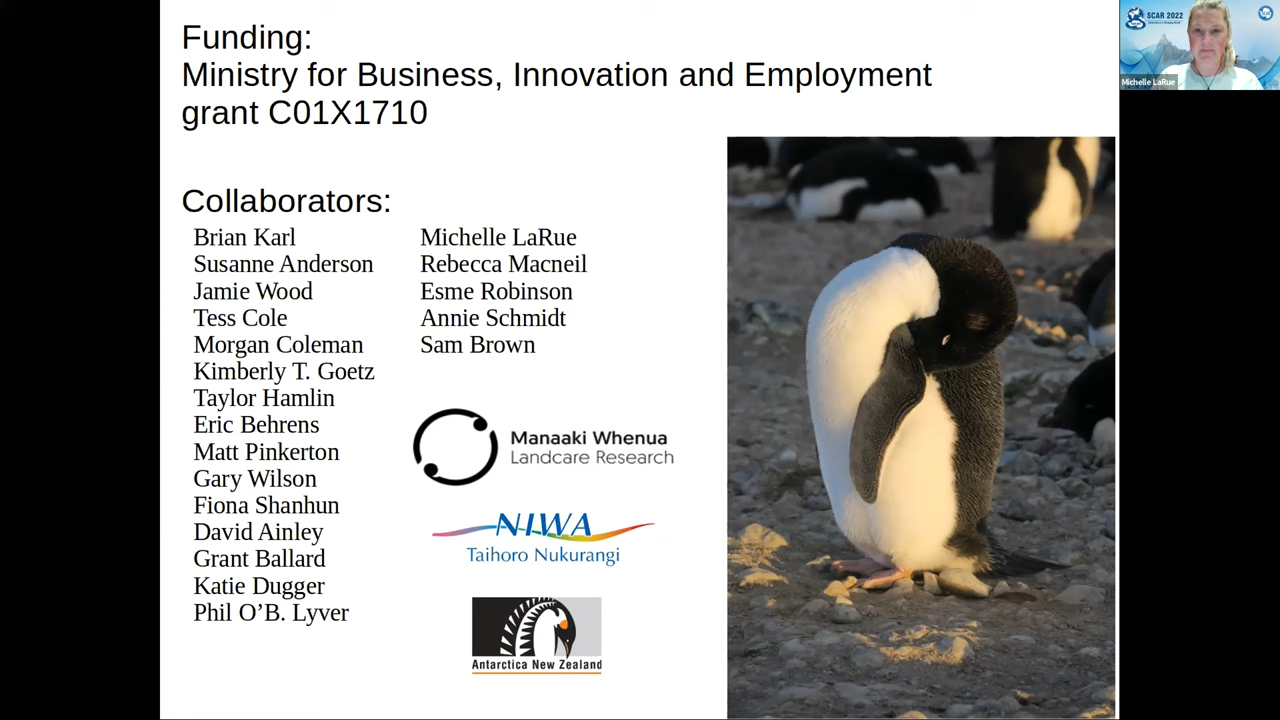 Funding:
Ministry for Business, Innovation and Employment
grant C01X1710
Collaborators:
Brian Karl
Susanne Anderson
Jamie Wood
Tess Cole
Morgan Coleman
Kimberly T. Goetz
Taylor Hamlin
Eric Behrens
Matt Pinkerton
Gary Wilson
Fiona Shanhun
David Ainley
Grant Ballard
Katie Dugger
Phil O’B. Lyver
Michelle LaRue
Rebecca Macneil
Esme Robinson
Annie Schmidt
Sam Brown
Manaaki Whenua
Landcare Research
NIWA
Taihoro Nukurangi
Antarctica New Zealand
SCAR 2022
Michelle LaRue